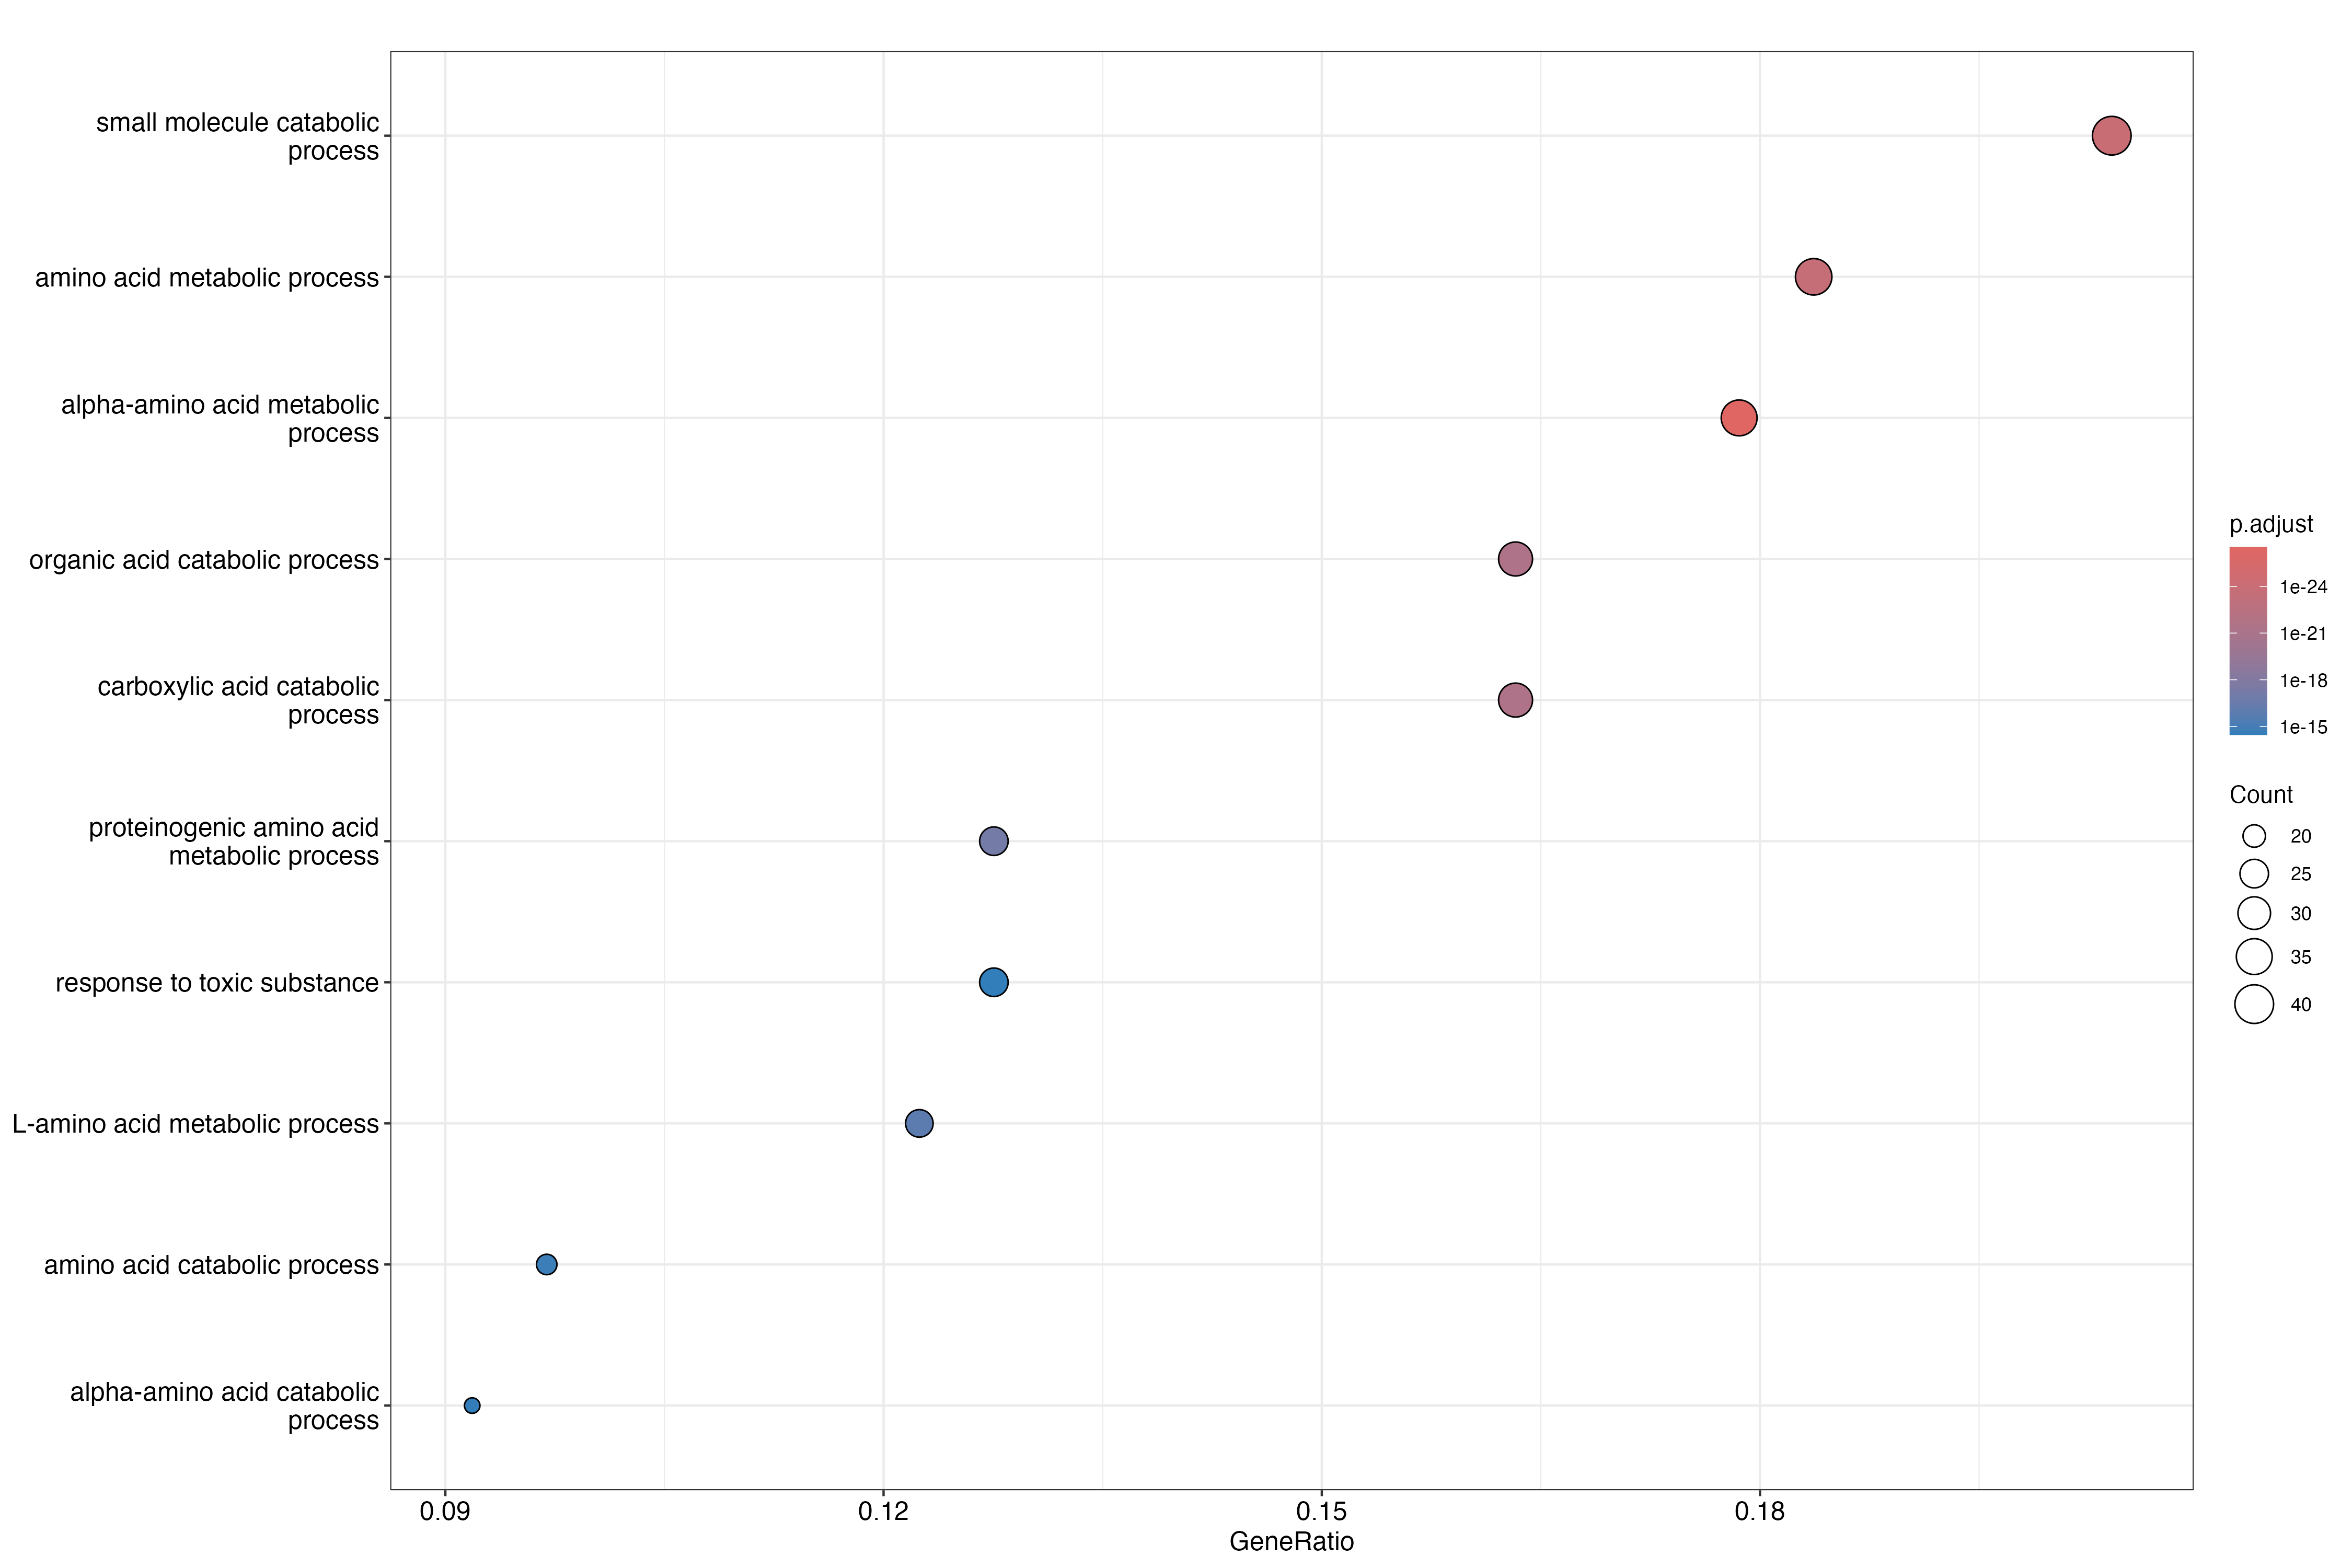 small molecule catabolic
process
amino acid metabolic process
alpha-amino acid metabolic
process
organic acid catabolic process
carboxylic acid catabolic
process
proteinogenic amino acid
metabolic process
response to toxic substance
L-amino acid metabolic process
amino acid catabolic process
alpha-amino acid catabolic
process
0.09
0.12
0.15
0.18
GeneRatio
p.adjust
1e-24
1e-21
1e-18
1e-15
Count
20
25
30
35
40